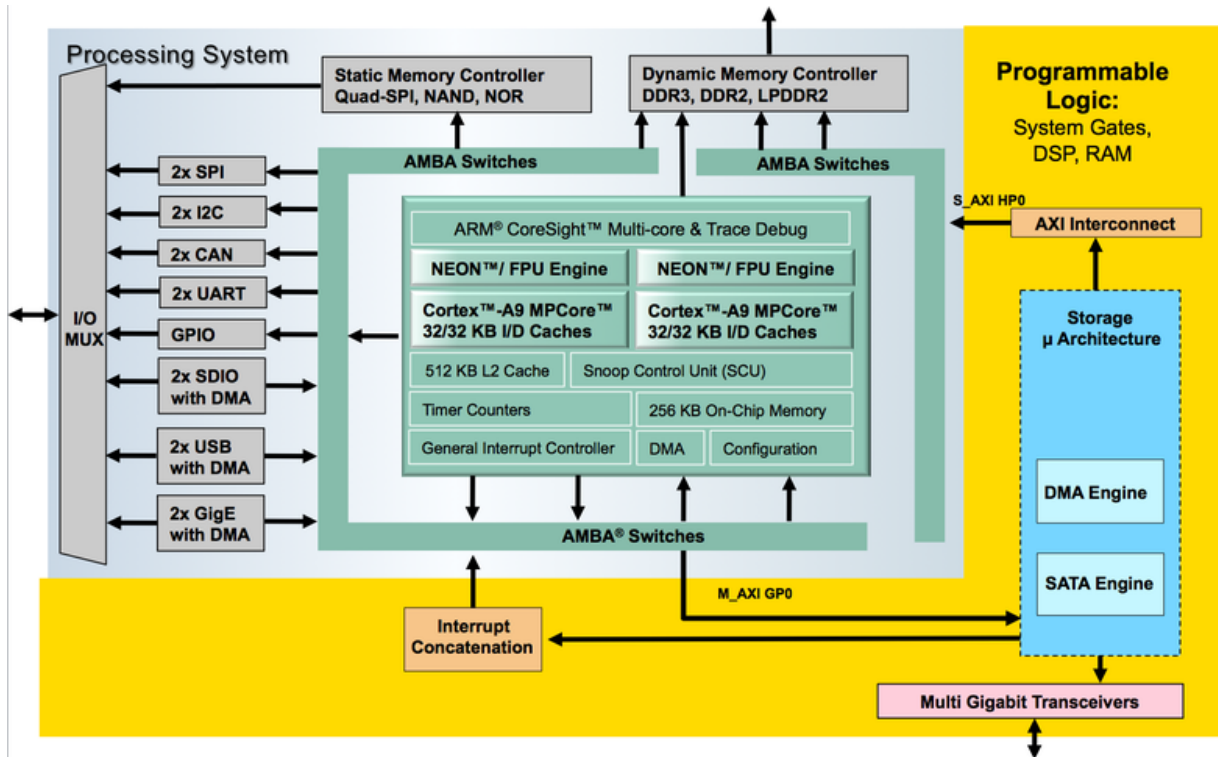 Processing System
Static Memory Controller
Quad-SPI, NAND, NOR
Dynamic Memory Controller
DDR3, DDR2, LPDDR2
Programmable
Logic:
System Gates,
DSP, RAM
AMBA Switches
AMBA Switches
2x SPI
2x I2C
2x CAN
2x UART
GPIO
2x SDIO
with DMA
2x USB
with DMA
2x GigE
with DMA
I/O
MUX
ARM® CoreSight™ Multi-core & Trace Debug
NEON™/ FPU Engine
NEON™/ FPU Engine
Cortex™-A9 MPCore™
32/32 KB I/D Caches
Cortex™-A9 MPCore™
32/32 KB I/D Caches
512 KB L2 Cache
Snoop Control Unit (SCU)
Timer Counters
256 KB On-Chip Memory
General Interrupt Controller
DMA
Configuration
AMBA® Switches
S_AXI HP0
AXI Interconnect
Storage
μ Architecture
DMA Engine
SATA Engine
M_AXI GP0
Interrupt
Concatenation
Multi Gigabit Transceivers